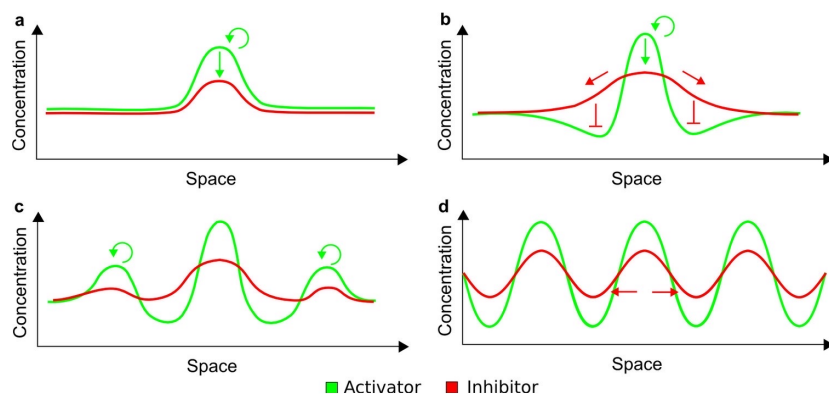 a
Concentration
Space
b
Concentration
Space
c
Concentration
Space
d
Concentration
Space
Activator Inhibitor